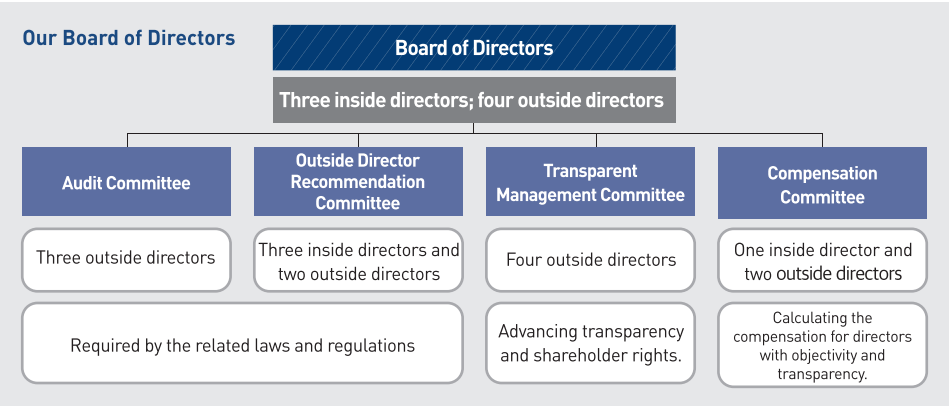 Our Board of Directors
Board of Directors
Three inside directors; four outside directors
Audit Committee
Outside Director
Recommendation
Committee
Transparent
Management Committee
Compensation
Committee
Three outside directors
Three inside directors and
two outside directors
Four outside directors
One inside director and
two outside directors
Required by the related laws and regulations
Advancing transparency
and shareholder rights.
Calculating the
compensation for directors
with objectivity and
transparency.